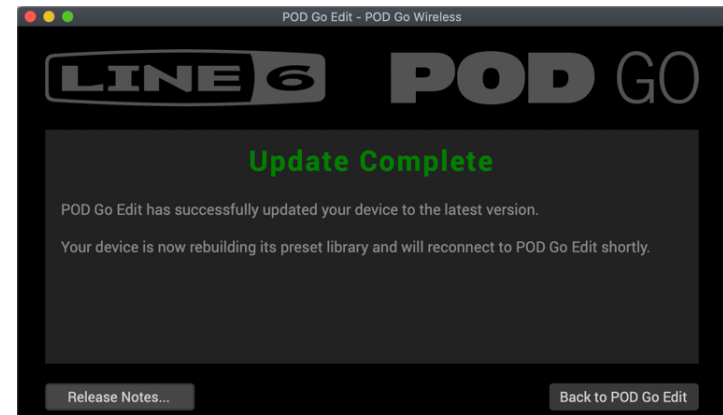 POD Go Edit - POD Go Wireless
LINE 6 POD GO
Update Complete
POD Go Edit has successfully updated your device to the latest version.
Your device is now rebuilding its preset library and will reconnect to POD Go Edit shortly.
Release Notes... Back to POD Go Edit